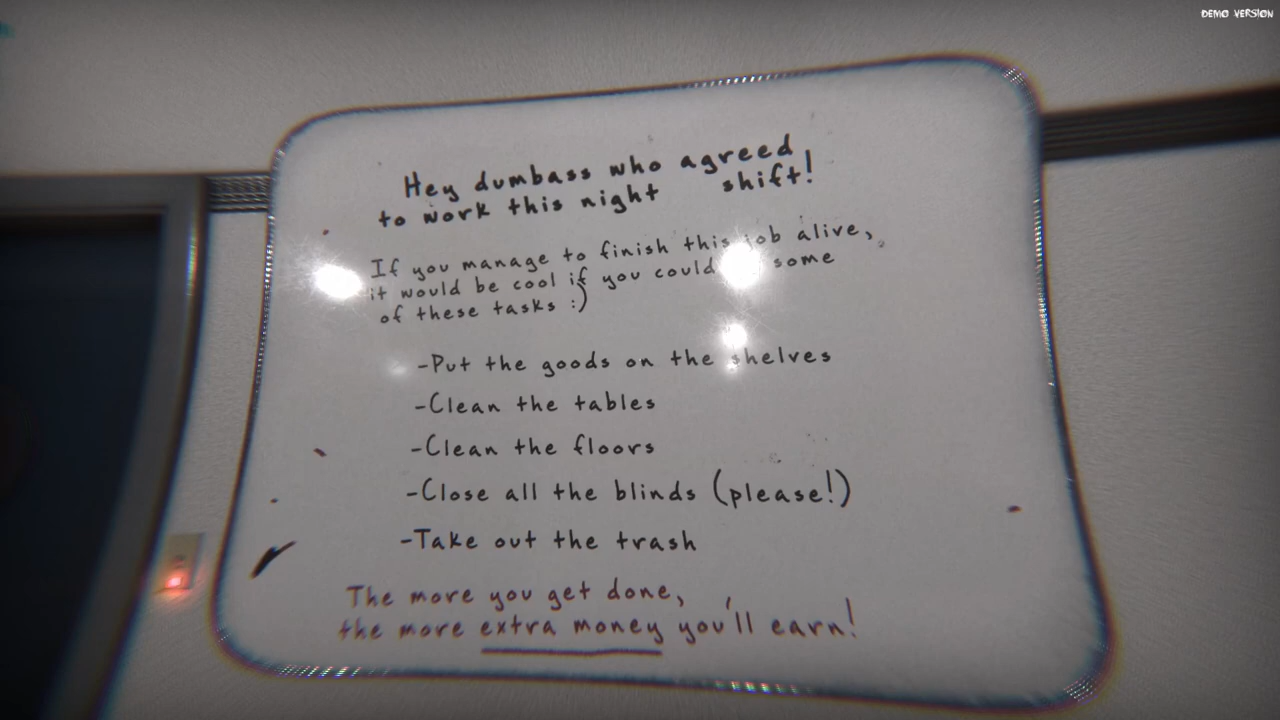 DEMO VERSION
Hey dumbass who agreed
to work this night shift!
If you manage to finish this job alive,
it would be cool if you could some
of these tasks :)
-Put the goods on the shelves
-Clean the tables
-Clean the floors
-Close all the blinds (please!)
-Take out the trash
The more you get done,
the more extra money you'll earn!